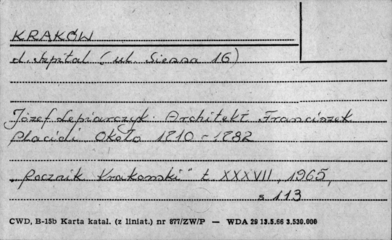 KRAKÓW
d. szpital (ul. Sienna 16)
Józef Lepiarczyk. Architekt Franciszek
Placidi Około 1710-1782
„Rocznik Krakowski" t. XXXVII, 1965,
s 113
CWD, B-15b Karta katal. (z liniat.) nr 677/ZW/P — WDA 29 13.5.66 3.530.000